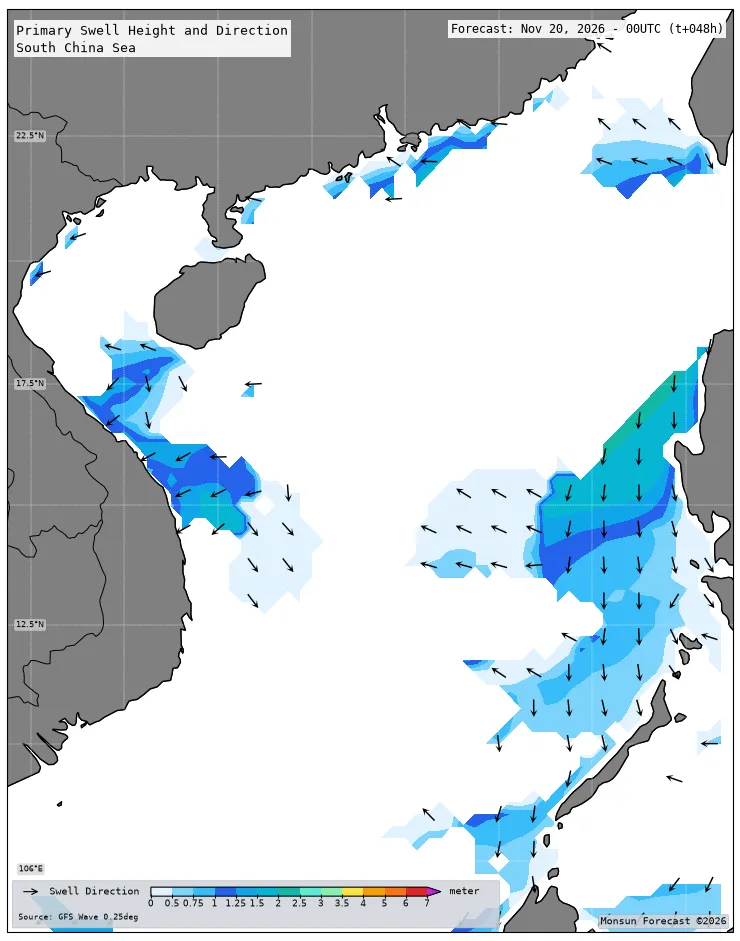 Primary Swell Height and Direction
South China Sea
Forecast: Nov 20, 2026 - 00UTC (t+048h)
22.5°N
17.5°N
12.5°N
106°E
Swell Direction
0 0.5 0.75 1 1.25 1.5 2 2.5 3 3.5 4 5 6 7
meter
Source: GFS Wave 0.25deg
Monsun Forecast ©2026